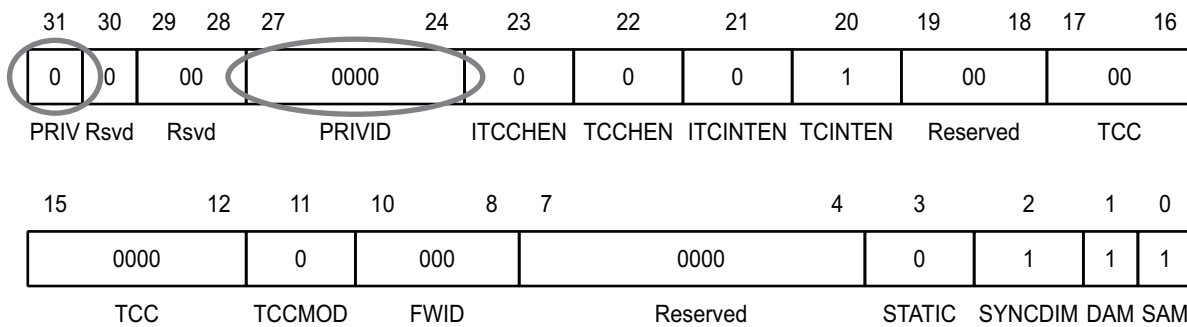 31 30 29 28 27 24 23 22 21 20 19 18 17 16
0 0 00 0000 0 0 0 1 00 00
PRIV Rsvd Rsvd PRIVID ITCCHEN TCCHEN ITCINTEN TCINTEN Reserved TCC
15 12 11 10 8 7 4 3 2 1 0
0000 0 000 0000 0 1 1 1
TCC TCCMOD FWID Reserved STATIC SYNCDIM DAM SAM